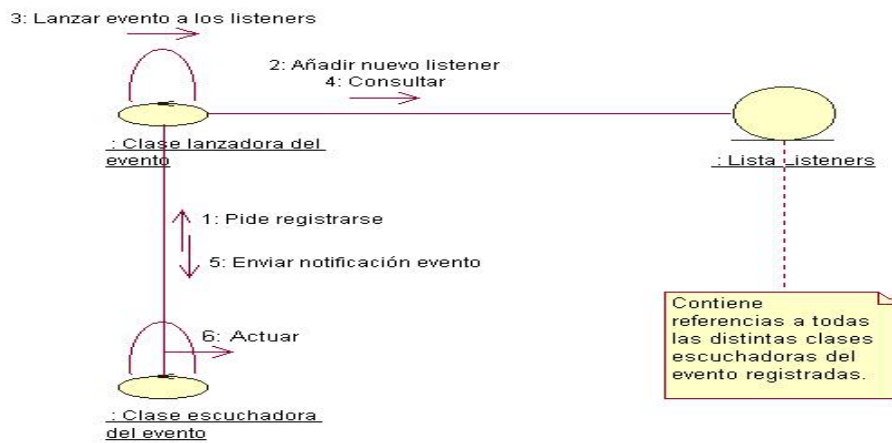 3: Lanzar evento a los listeners
2: Añadir nuevo listener
4: Consultar
: Clase lanzadora del
evento
: Lista Listeners
1: Pide registrarse
5: Enviar notificación evento
Contiene
referencias a todas
las distintas clases
escuchadoras del
evento registradas.
6: Actuar
: Clase escuchadora
del evento